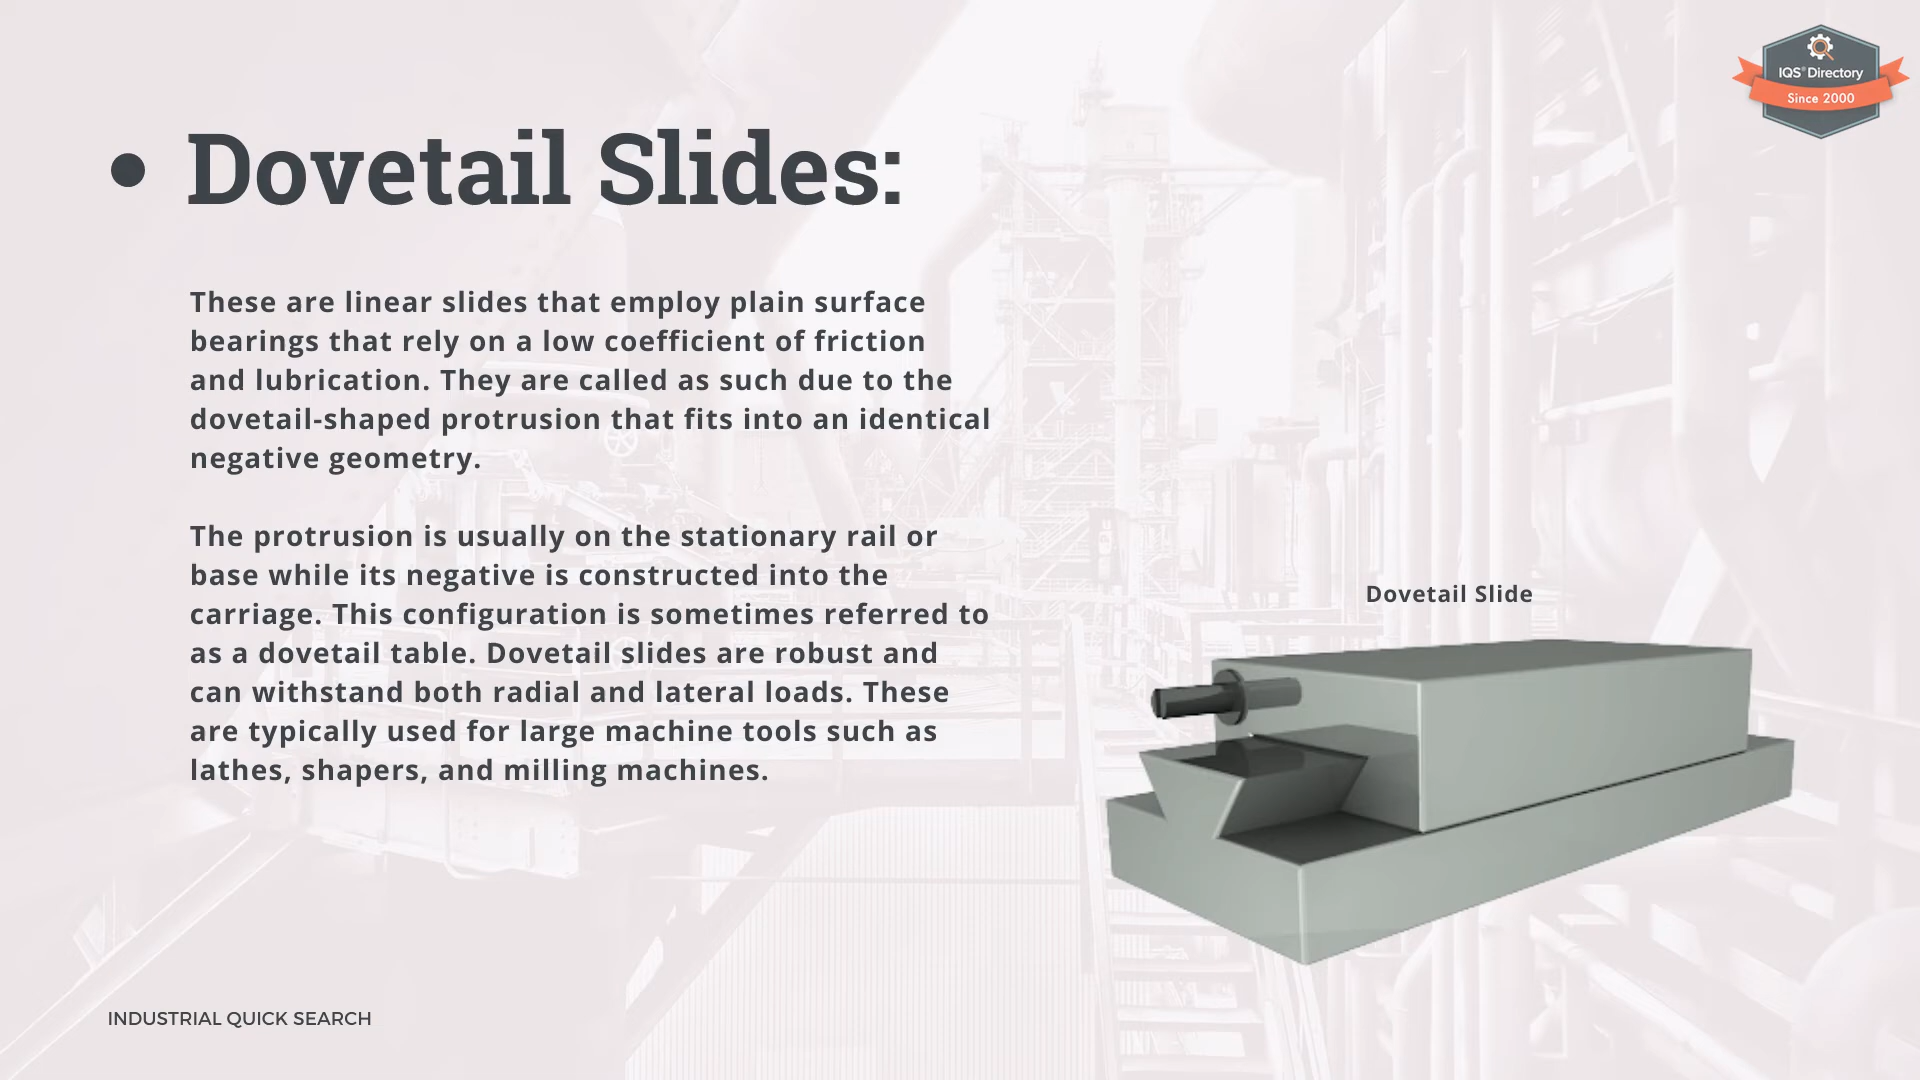 IQS® Directory
Since 2000
• Dovetail Slides:
These are linear slides that employ plain surface
bearings that rely on a low coefficient of friction
and lubrication. They are called as such due to the
dovetail-shaped protrusion that fits into an identical
negative geometry.
The protrusion is usually on the stationary rail or
base while its negative is constructed into the
carriage. This configuration is sometimes referred to
as a dovetail table. Dovetail slides are robust and
can withstand both radial and lateral loads. These
are typically used for large machine tools such as
lathes, shapers, and milling machines.
Dovetail Slide
INDUSTRIAL QUICK SEARCH